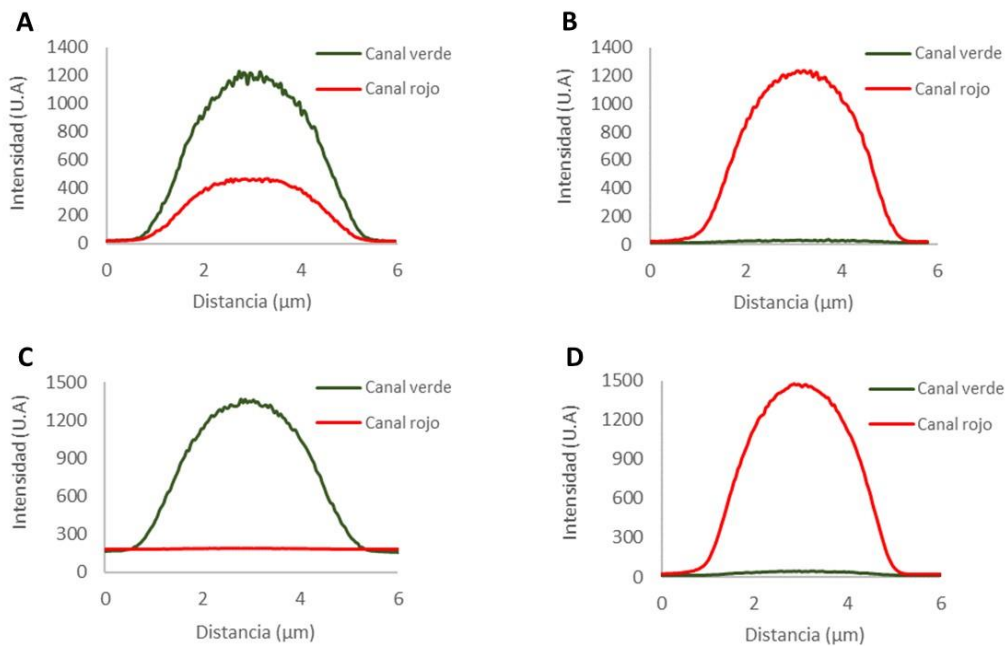 A
1400
1200
1000
800
600
400
200
0
0 2 4 6
Intensidad (U.A)
Distancia (µm)
Canal verde
Canal rojo
B
1400
1200
1000
800
600
400
200
0
0 2 4 6
Intensidad (U.A)
Distancia (µm)
Canal verde
Canal rojo
C
1500
1200
900
600
300
0
0 2 4 6
Intensidad (U.A)
Distancia (µm)
Canal verde
Canal rojo
D
1500
1200
900
600
300
0
0 2 4 6
Intensidad (U.A)
Distancia (µm)
Canal verde
Canal rojo